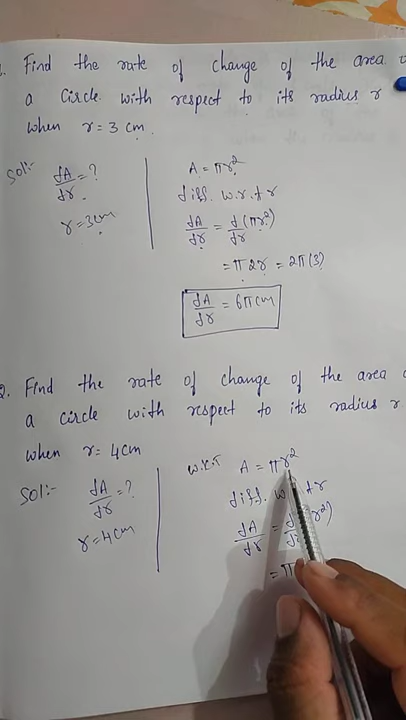 Find the rate of change of the area
a Circle with respect to its radius r
when r = 3 cm.
Sol:-
dA/dr = ?
r = 3cm
A = πr²
diff. w.r.t r
dA/dr = d/dr (πr²)
= π 2r = 2π(3)
dA/dr = 6π cm
2. Find the rate of change of the area
a circle with respect to its radius r
when r = 4cm
Sol:-
dA/dr = ?
r = 4cm
w.k.t A = πr²
diff. w tr
dA/dr = r²)
= π